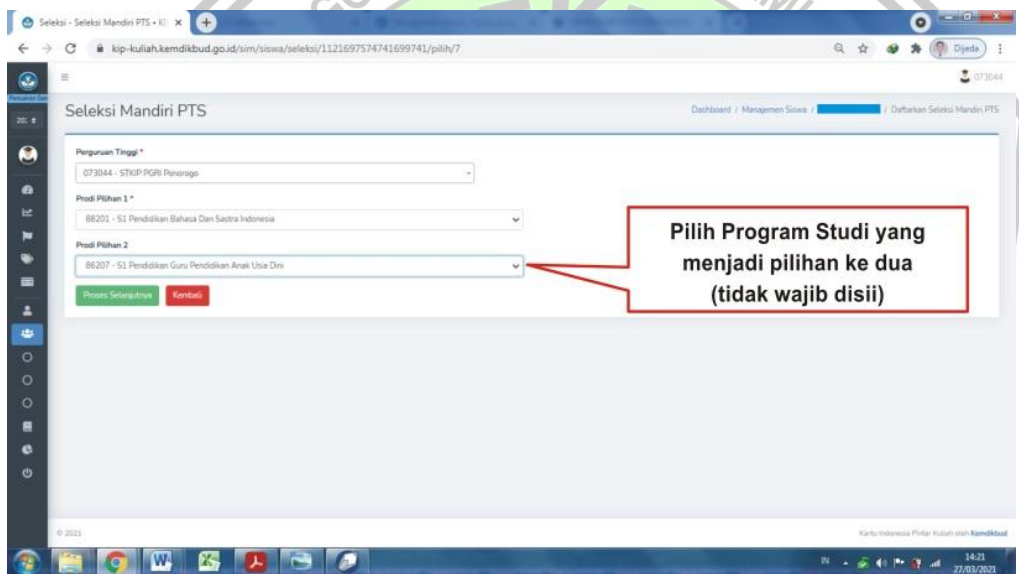 Seleksi - Seleksi Mandiri PTS • KI
kip-kuliah.kemdikbud.go.id/sim/siswa/seleksi/1121697574741699741/pilih/7
Dijeda
073044
Seleksi Mandiri PTS
Dashboard / Manajemen Siswa / / Daftarkan Seleksi Mandiri PTS
Perguruan Tinggi *
073044 - STKIP PGRI Ponorogo
Prodi Pilihan 1 *
88201 - S1 Pendidikan Bahasa Dan Sastra Indonesia
Prodi Pilihan 2
86207 - S1 Pendidikan Guru Pendidikan Anak Usia Dini
Proses Selanjutnya Kembali
Pilih Program Studi yang
menjadi pilihan ke dua
(tidak wajib disii)
© 2021
Kartu Indonesia Pintar Kuliah oleh Kemdikbud
IN
14:21
27/03/2021